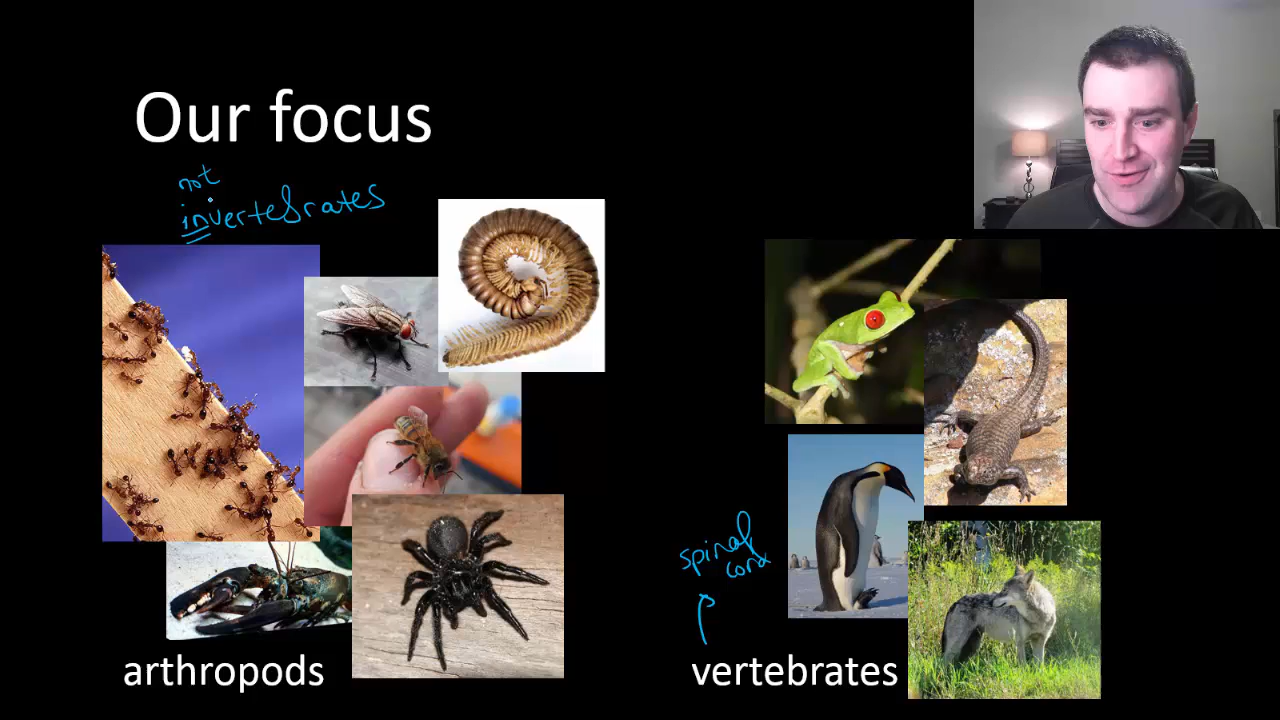 Our focus
not
invertebrates
spinal
cord
arthropods
vertebrates